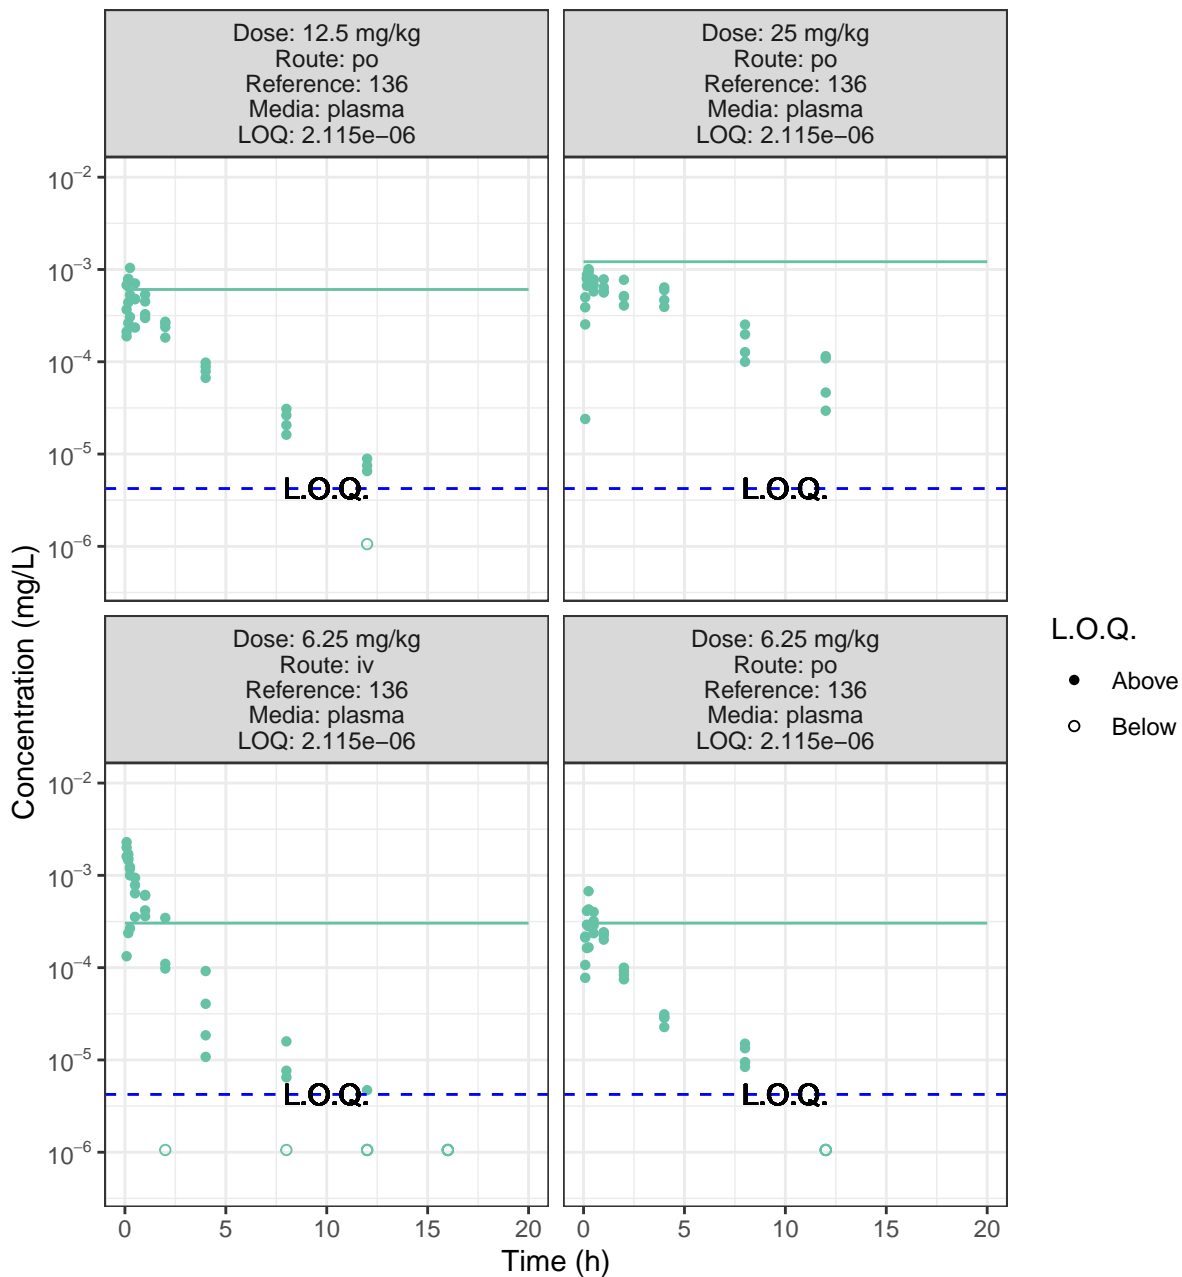 Dose: 12.5 mg/kg
Route: po
Reference: 136
Media: plasma
LOQ: 2.115e−06
Dose: 25 mg/kg
Route: po
Reference: 136
Media: plasma
LOQ: 2.115e−06
10⁻²
10⁻³
10⁻⁴
10⁻⁵
10⁻⁶
L.O.Q.
L.O.Q.
Dose: 6.25 mg/kg
Route: iv
Reference: 136
Media: plasma
LOQ: 2.115e−06
Dose: 6.25 mg/kg
Route: po
Reference: 136
Media: plasma
LOQ: 2.115e−06
10⁻²
10⁻³
10⁻⁴
10⁻⁵
10⁻⁶
L.O.Q.
L.O.Q.
0 5 10 15 20
0 5 10 15 20
Time (h)
Concentration (mg/L)
L.O.Q.
Above
Below